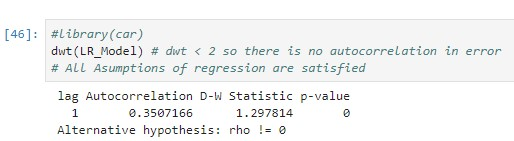 [46]: #library(car)
dwt(LR_Model) # dwt < 2 so there is no autocorrelation in error
# All Asumptions of regression are satisfied
lag Autocorrelation D-W Statistic p-value
1 0.3507166 1.297814 0
Alternative hypothesis: rho != 0